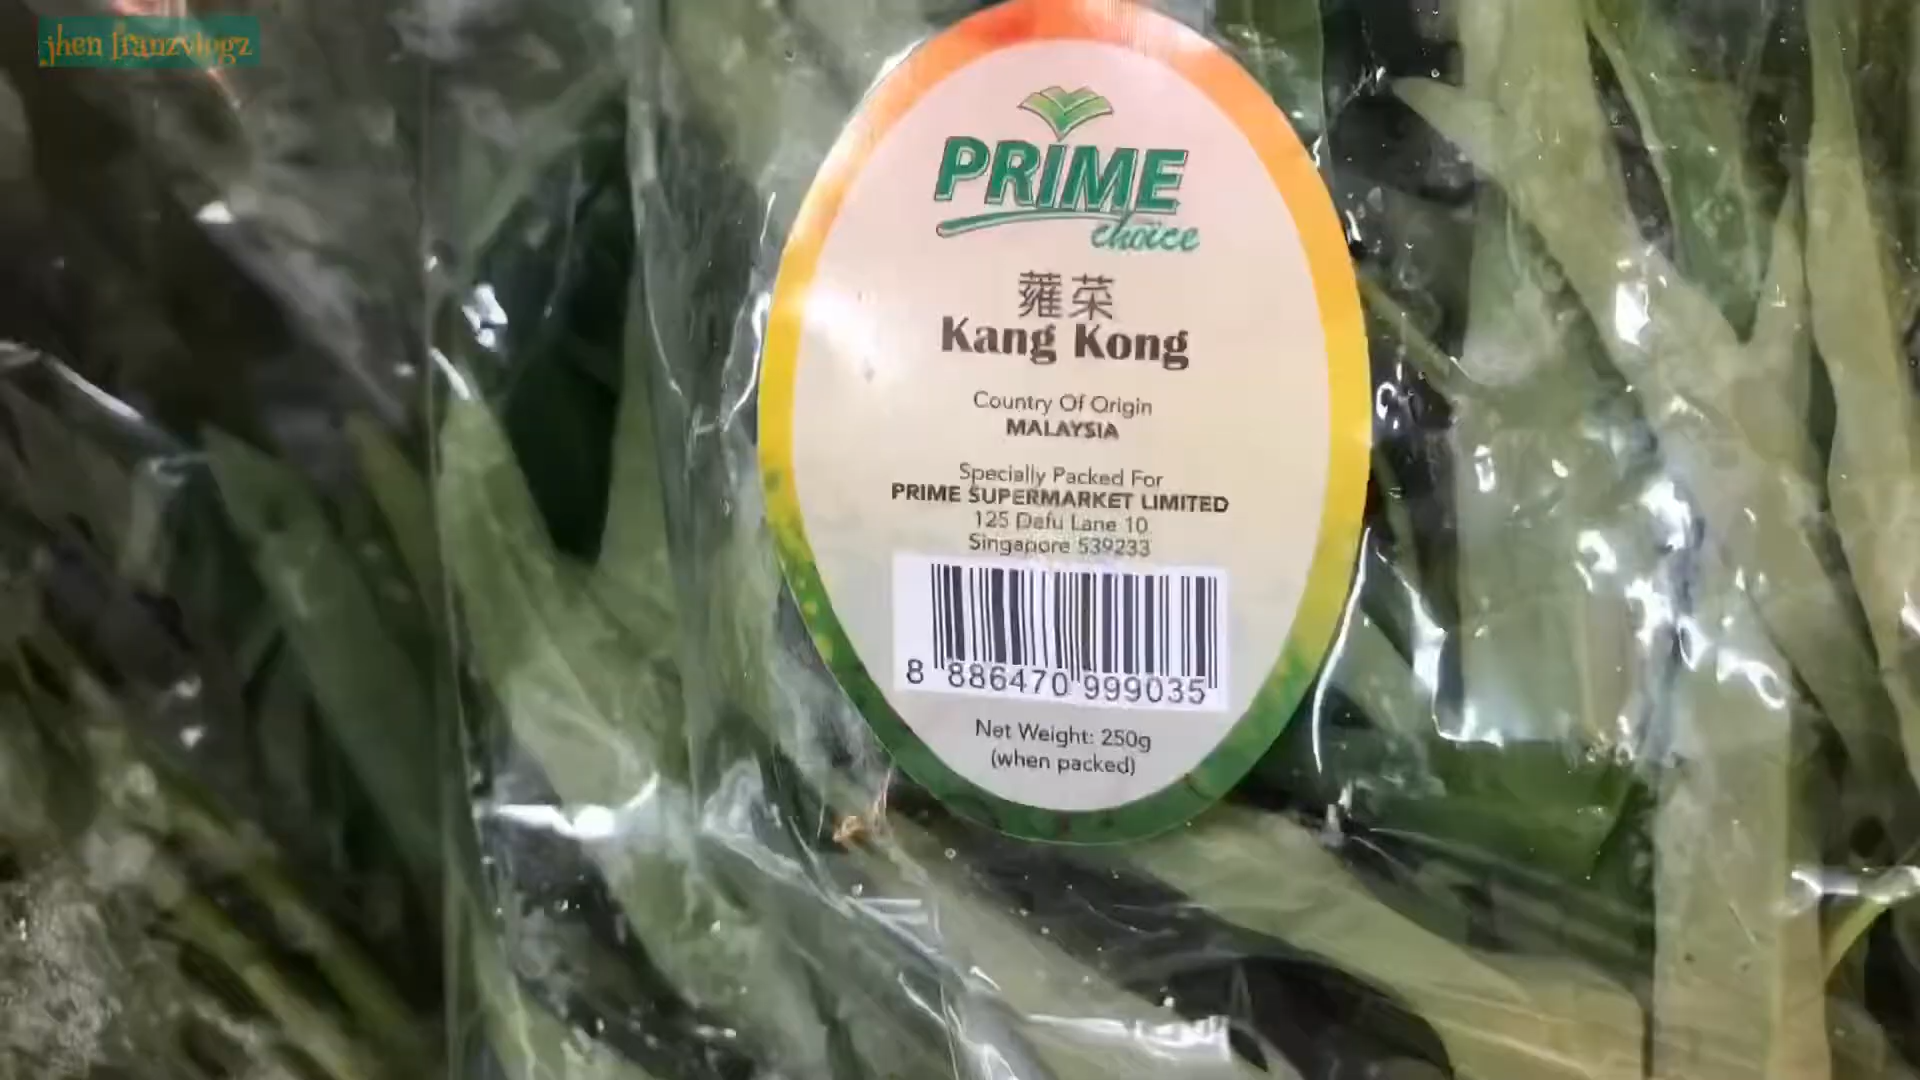 jhen franzvlogz
PRIME
choice
蕹菜
Kang Kong
Country Of Origin
MALAYSIA
Specially Packed For
PRIME SUPERMARKET LIMITED
125 Defu Lane 10
Singapore 539233
8 886470 999035
Net Weight: 250g
(when packed)